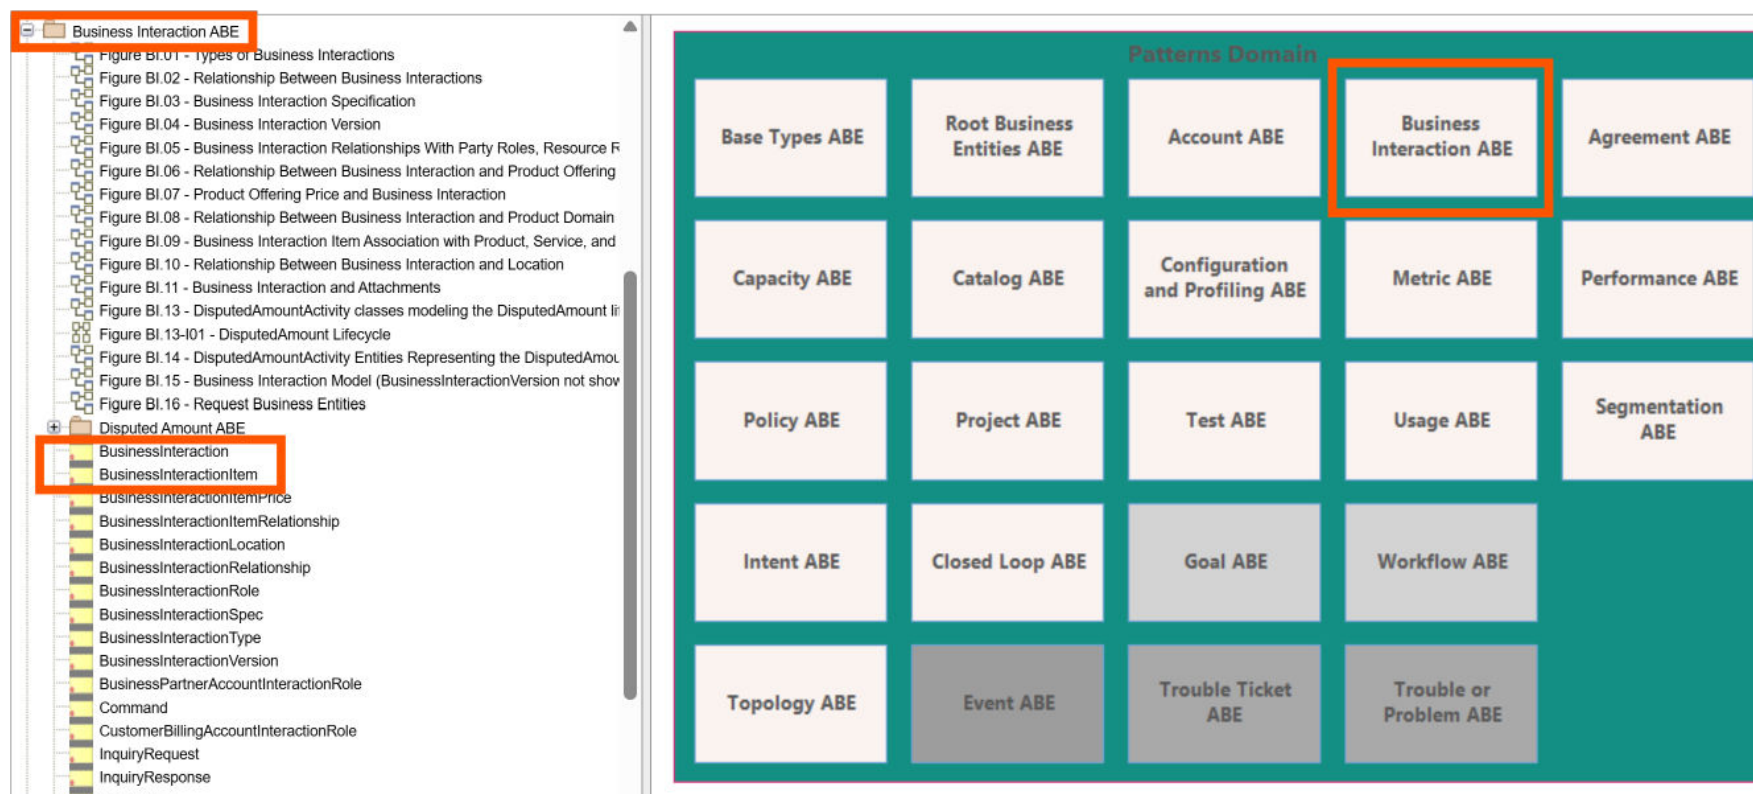 Business Interaction ABE
Figure BI.01 - Types of Business Interactions
Figure BI.02 - Relationship Between Business Interactions
Figure BI.03 - Business Interaction Specification
Figure BI.04 - Business Interaction Version
Figure BI.05 - Business Interaction Relationships With Party Roles, Resource R
Figure BI.06 - Relationship Between Business Interaction and Product Offering
Figure BI.07 - Product Offering Price and Business Interaction
Figure BI.08 - Relationship Between Business Interaction and Product Domain
Figure BI.09 - Business Interaction Item Association with Product, Service, and
Figure BI.10 - Relationship Between Business Interaction and Location
Figure BI.11 - Business Interaction and Attachments
Figure BI.13 - DisputedAmountActivity classes modeling the DisputedAmount li
Figure BI.13-I01 - DisputedAmount Lifecycle
Figure BI.14 - DisputedAmountActivity Entities Representing the DisputedAmou
Figure BI.15 - Business Interaction Model (BusinessInteractionVersion not show
Figure BI.16 - Request Business Entities
Disputed Amount ABE
BusinessInteraction
BusinessInteractionItem
BusinessInteractionItemPrice
BusinessInteractionItemRelationship
BusinessInteractionLocation
BusinessInteractionRelationship
BusinessInteractionRole
BusinessInteractionSpec
BusinessInteractionType
BusinessInteractionVersion
BusinessPartnerAccountInteractionRole
Command
CustomerBillingAccountInteractionRole
InquiryRequest
InquiryResponse
Patterns Domain
Base Types ABE
Root Business
Entities ABE
Account ABE
Business
Interaction ABE
Agreement ABE
Capacity ABE
Catalog ABE
Configuration
and Profiling ABE
Metric ABE
Performance ABE
Policy ABE
Project ABE
Test ABE
Usage ABE
Segmentation
ABE
Intent ABE
Closed Loop ABE
Goal ABE
Workflow ABE
Topology ABE
Event ABE
Trouble Ticket
ABE
Trouble or
Problem ABE